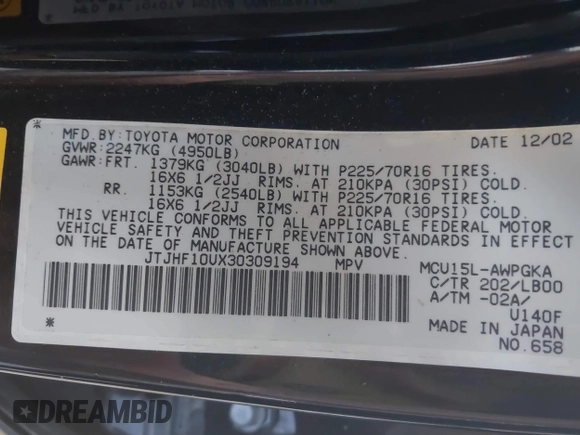 MFD.BY:TOYOTA MOTOR CORPORATION DATE 12/02
GVWR:2247KG (4950LB)
GAWR:FRT. 1379KG (3040LB) WITH P225/70R16 TIRES.
16X6 1/2JJ RIMS. AT 210KPA (30PSI) COLD.
RR. 1153KG (2540LB) WITH P225/70R16 TIRES.
16X6 1/2JJ RIMS. AT 210KPA (30PSI) COLD.
THIS VEHICLE CONFORMS TO ALL APPLICABLE FEDERAL MOTOR
VEHICLE SAFETY AND THEFT PREVENTION STANDARDS IN EFFECT
ON THE DATE OF MANUFACTURE SHOWN ABOVE.
JTJHF10UX30309194 MPV MCU15L-AWPGKA
C/TR 202/LB00
A/TM -02A/
U140F
MADE IN JAPAN
NO.658
DREAMBID